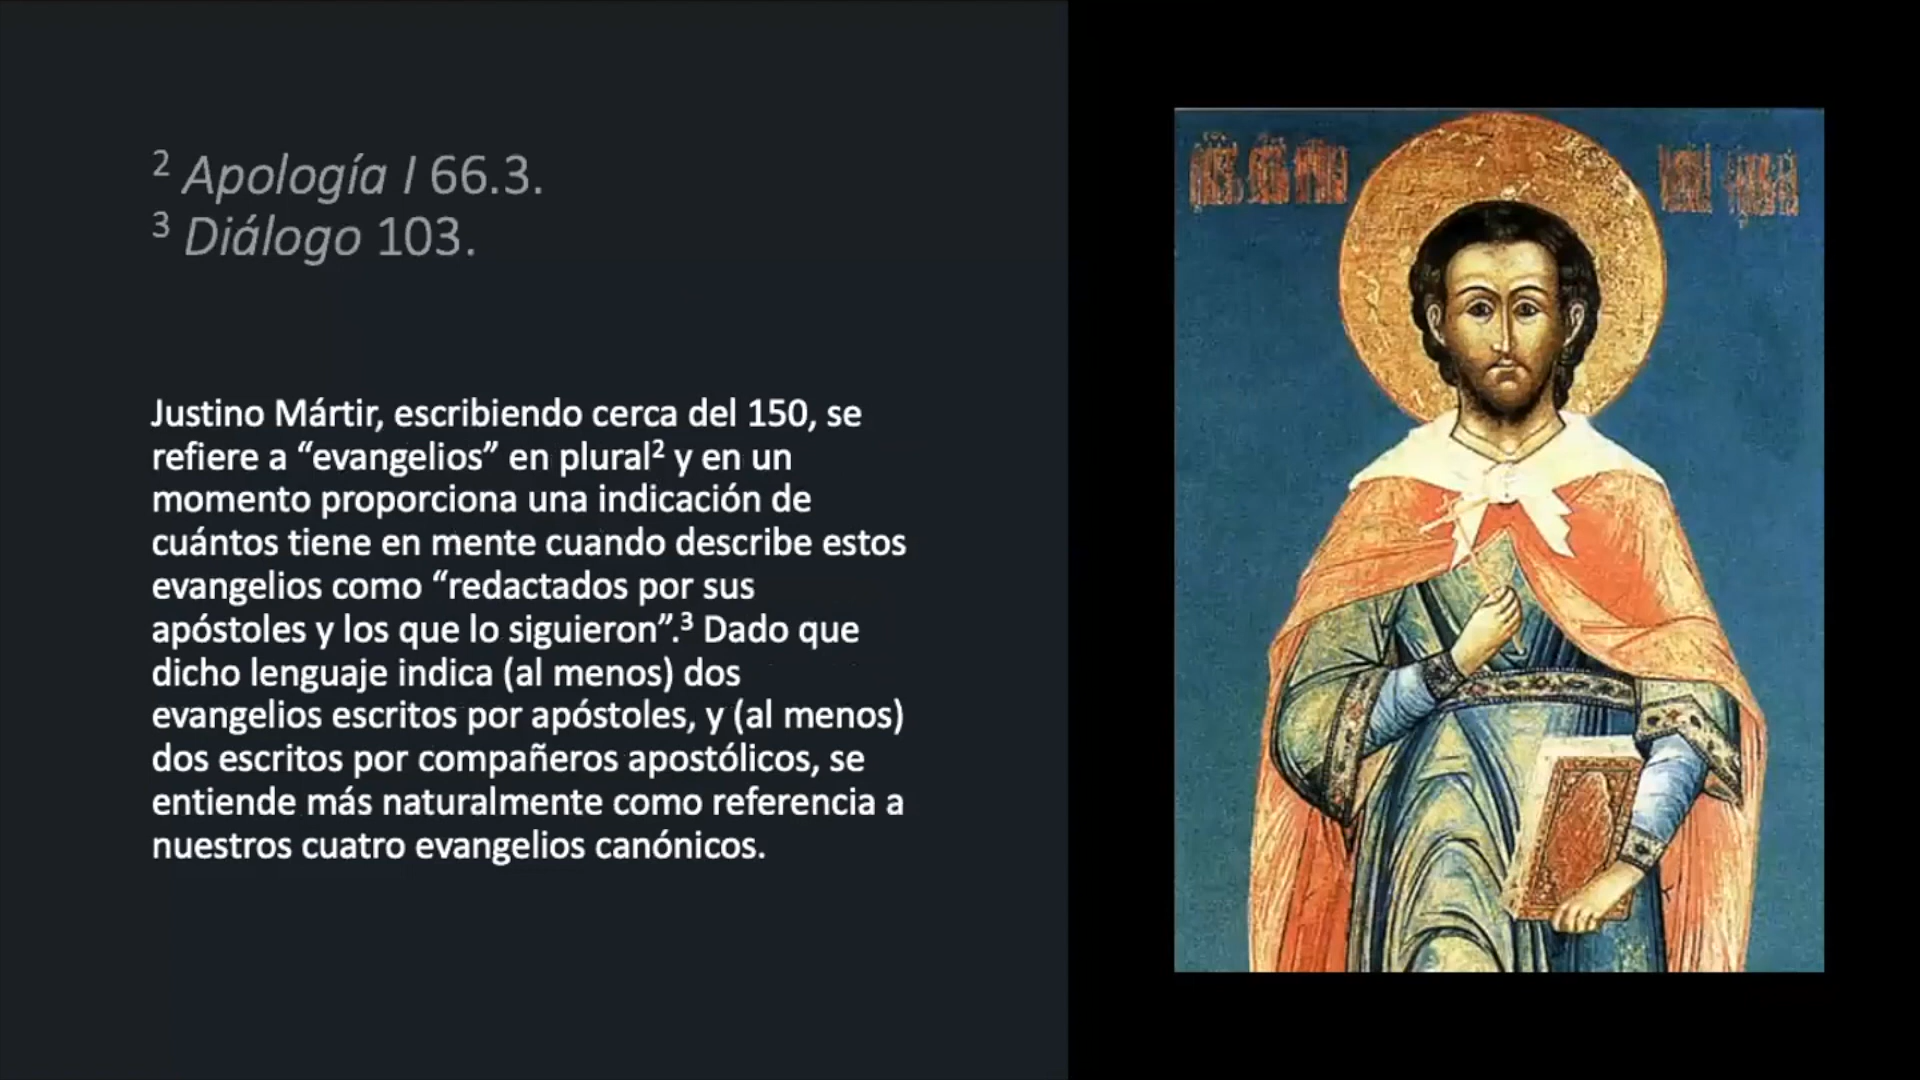 ² Apología I 66.3.
³ Diálogo 103.
Justino Mártir, escribiendo cerca del 150, se
refiere a “evangelios” en plural² y en un
momento proporciona una indicación de
cuántos tiene en mente cuando describe estos
evangelios como “redactados por sus
apóstoles y los que lo siguieron”.³ Dado que
dicho lenguaje indica (al menos) dos
evangelios escritos por apóstoles, y (al menos)
dos escritos por compañeros apostólicos, se
entiende más naturalmente como referencia a
nuestros cuatro evangelios canónicos.